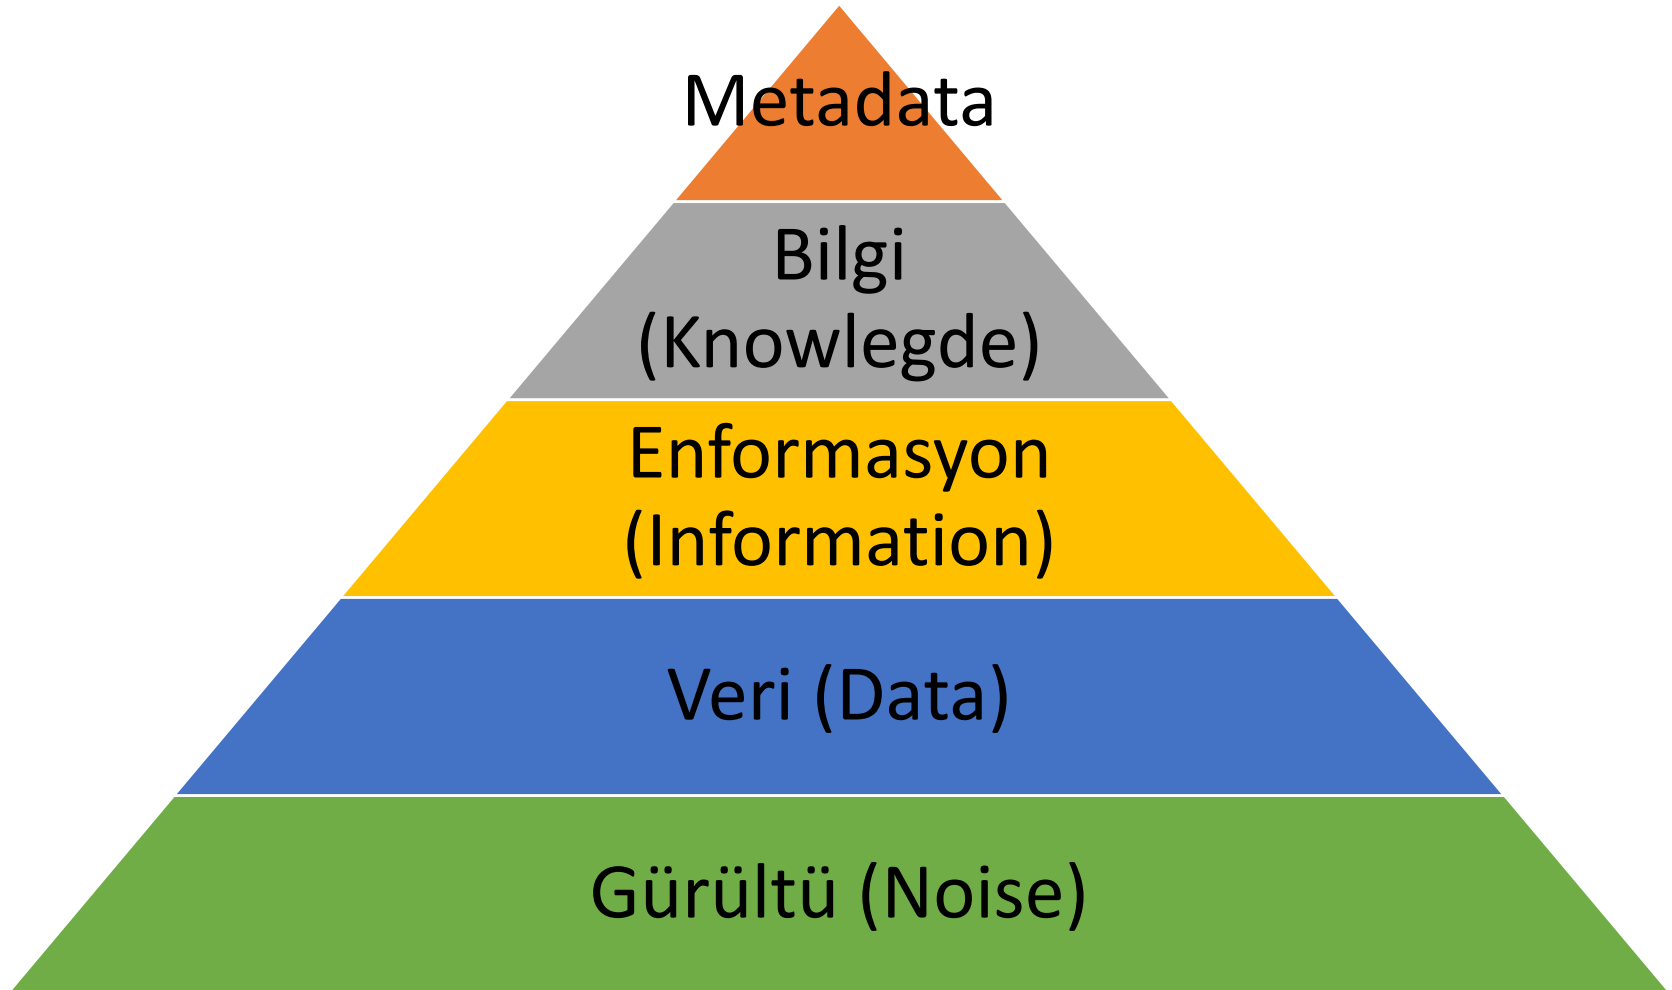 Metadata
Bilgi
(Knowlegde)
Enformasyon
(Information)
Veri (Data)
Gürültü (Noise)